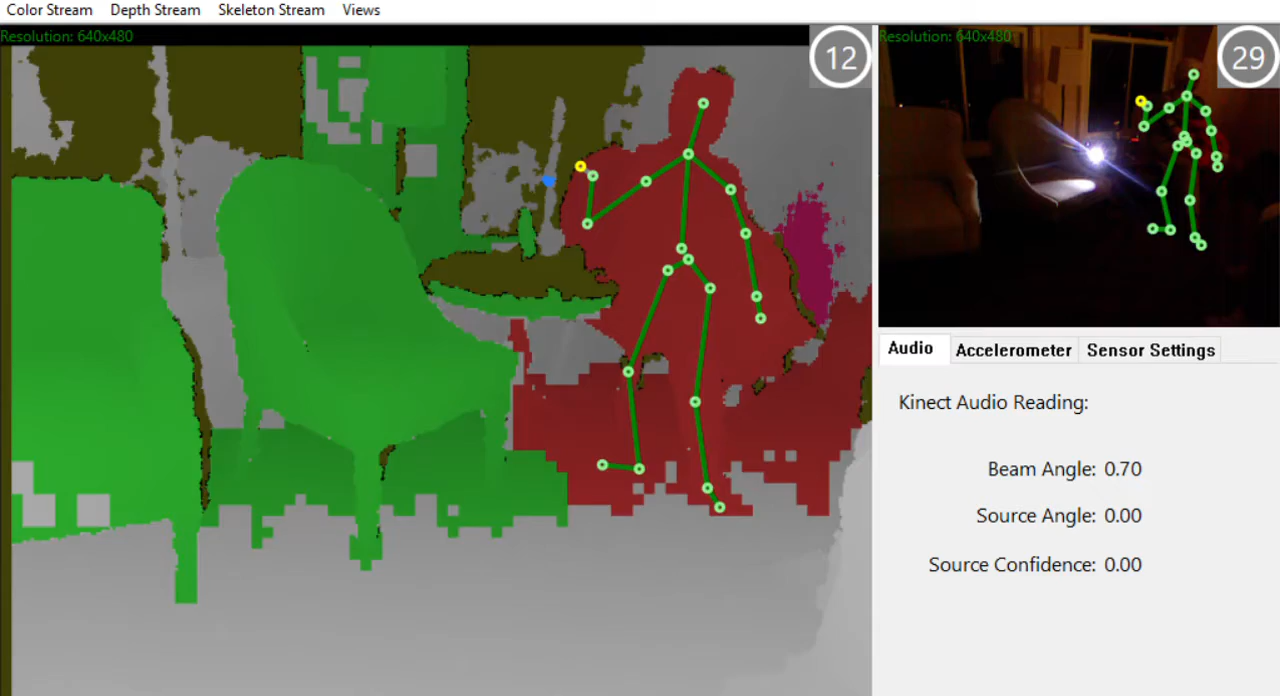 Color Stream Depth Stream Skeleton Stream Views
Resolution: 640x480
12
Resolution: 640x480
29
Audio Accelerometer Sensor Settings
Kinect Audio Reading:
Beam Angle: 0.70
Source Angle: 0.00
Source Confidence: 0.00